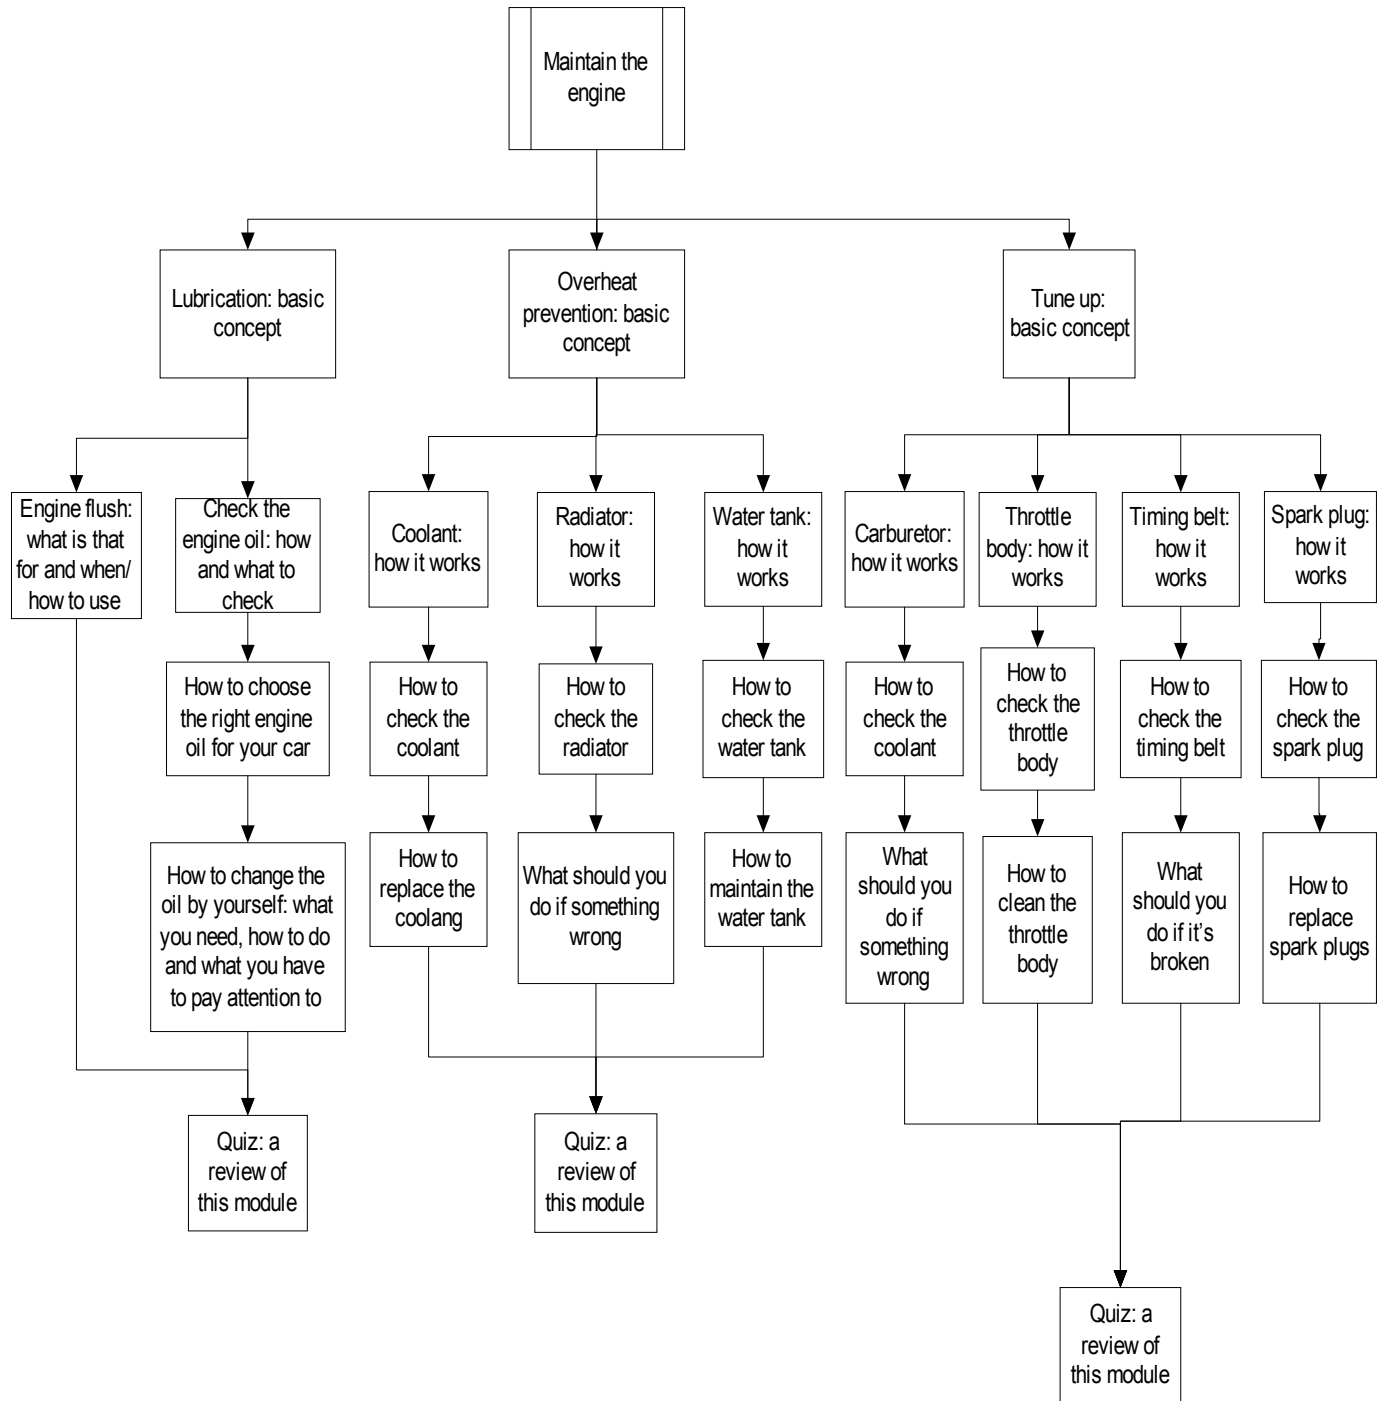 Maintain the
engine
Lubrication: basic
concept
Overheat
prevention: basic
concept
Tune up:
basic concept
Engine flush:
what is that
for and when/
how to use
Check the
engine oil: how
and what to
check
Coolant:
how it works
Radiator:
how it
works
Water tank:
how it
works
Carburetor:
how it works
Throttle
body: how it
works
Timing belt:
how it
works
Spark plug:
how it
works
How to choose
the right engine
oil for your car
How to
check the
coolant
How to
check the
radiator
How to
check the
water tank
How to
check the
coolant
How to
check the
throttle
body
How to
check the
timing belt
How to
check the
spark plug
How to change the
oil by yourself: what
you need, how to do
and what you have
to pay attention to
How to
replace the
coolang
What should you
do if something
wrong
How to
maintain the
water tank
What
should you
do if
something
wrong
How to
clean the
throttle
body
What
should you
do if it's
broken
How to
replace
spark plugs
Quiz: a
review of
this module
Quiz: a
review of
this module
Quiz: a
review of
this module